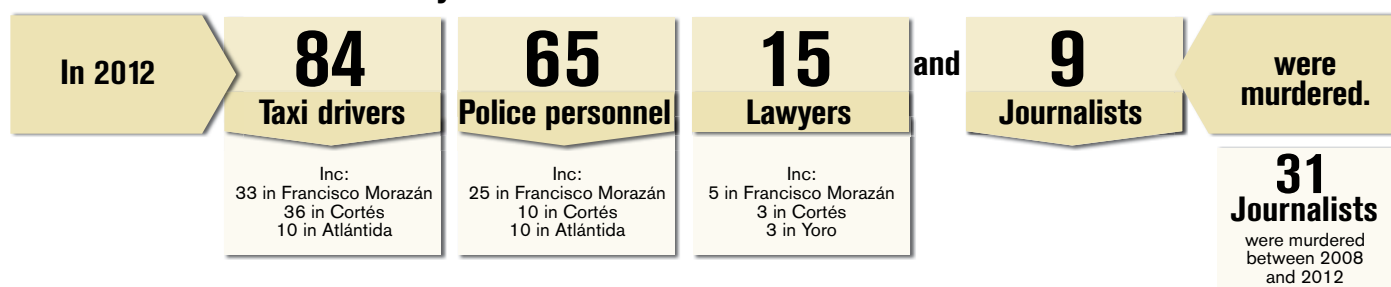 In 2012
84
Taxi drivers
Inc:
33 in Francisco Morazán
36 in Cortés
10 in Atlántida
65
Police personnel
Inc:
25 in Francisco Morazán
10 in Cortés
10 in Atlántida
15
Lawyers
Inc:
5 in Francisco Morazán
3 in Cortés
3 in Yoro
and
9
Journalists
were
murdered.
31
Journalists
were murdered
between 2008
and 2012